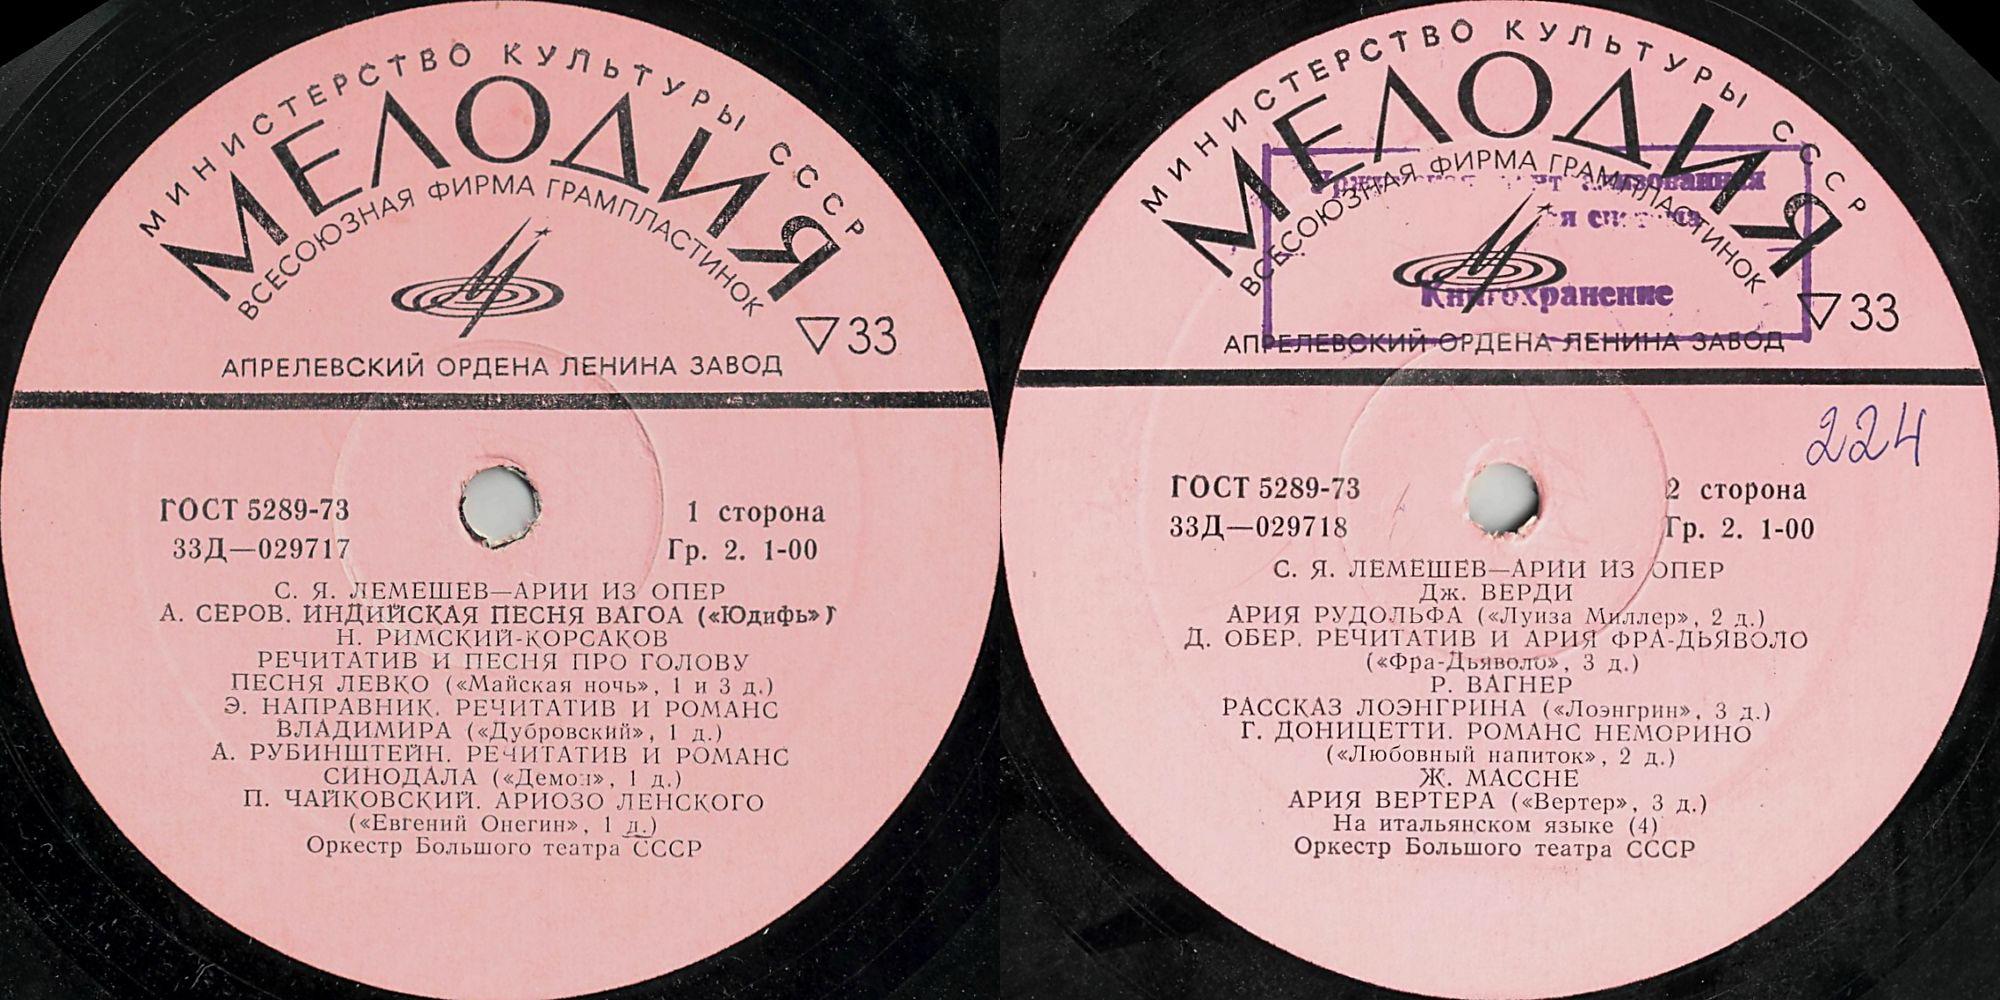 МИНИСТЕРСТВО КУЛЬТУРЫ СССР
МЕЛОДИЯ
ВСЕСОЮЗНАЯ ФИРМА ГРАМПЛАСТИНОК
33
АПРЕЛЕВСКИЙ ОРДЕНА ЛЕНИНА ЗАВОД
ГОСТ 5289-73
1 сторона
33Д—029717
Гр. 2. 1-00
С. Я. ЛЕМЕШЕВ—АРИИ ИЗ ОПЕР
А. СЕРОВ. ИНДИЙСКАЯ ПЕСНЯ ВАГОА («Юдифь»)
Н. РИМСКИЙ-КОРСАКОВ
РЕЧИТАТИВ И ПЕСНЯ ПРО ГОЛОВУ
ПЕСНЯ ЛЕВКО («Майская ночь», 1 и 3 д.)
Э. НАПРАВНИК. РЕЧИТАТИВ И РОМАНС
ВЛАДИМИРА («Дубровский», 1 д.)
А. РУБИНШТЕЙН. РЕЧИТАТИВ И РОМАНС
СИНОДАЛА («Демон», 1 д.)
П. ЧАЙКОВСКИЙ. АРИОЗО ЛЕНСКОГО
(«Евгений Онегин», 1 д.)
Оркестр Большого театра СССР
МИНИСТЕРСТВО КУЛЬТУРЫ СССР
МЕЛОДИЯ
ВСЕСОЮЗНАЯ ФИРМА ГРАМПЛАСТИНОК
Книгохранение
33
АПРЕЛЕВСКИЙ ОРДЕНА ЛЕНИНА ЗАВОД
224
ГОСТ 5289-73
2 сторона
33Д—029718
Гр. 2. 1-00
С. Я. ЛЕМЕШЕВ—АРИИ ИЗ ОПЕР
Дж. ВЕРДИ
АРИЯ РУДОЛЬФА («Луиза Миллер», 2 д.)
Д. ОБЕР. РЕЧИТАТИВ И АРИЯ ФРА-ДЬЯВОЛО
(«Фра-Дьяволо», 3 д.)
Р. ВАГНЕР
РАССКАЗ ЛОЭНГРИНА («Лоэнгрин», 3 д.)
Г. ДОНИЦЕТТИ. РОМАНС НЕМОРИНО
(«Любовный напиток», 2 д.)
Ж. МАССНЕ
АРИЯ ВЕРТЕРА («Вертер», 3 д.)
На итальянском языке (4)
Оркестр Большого театра СССР